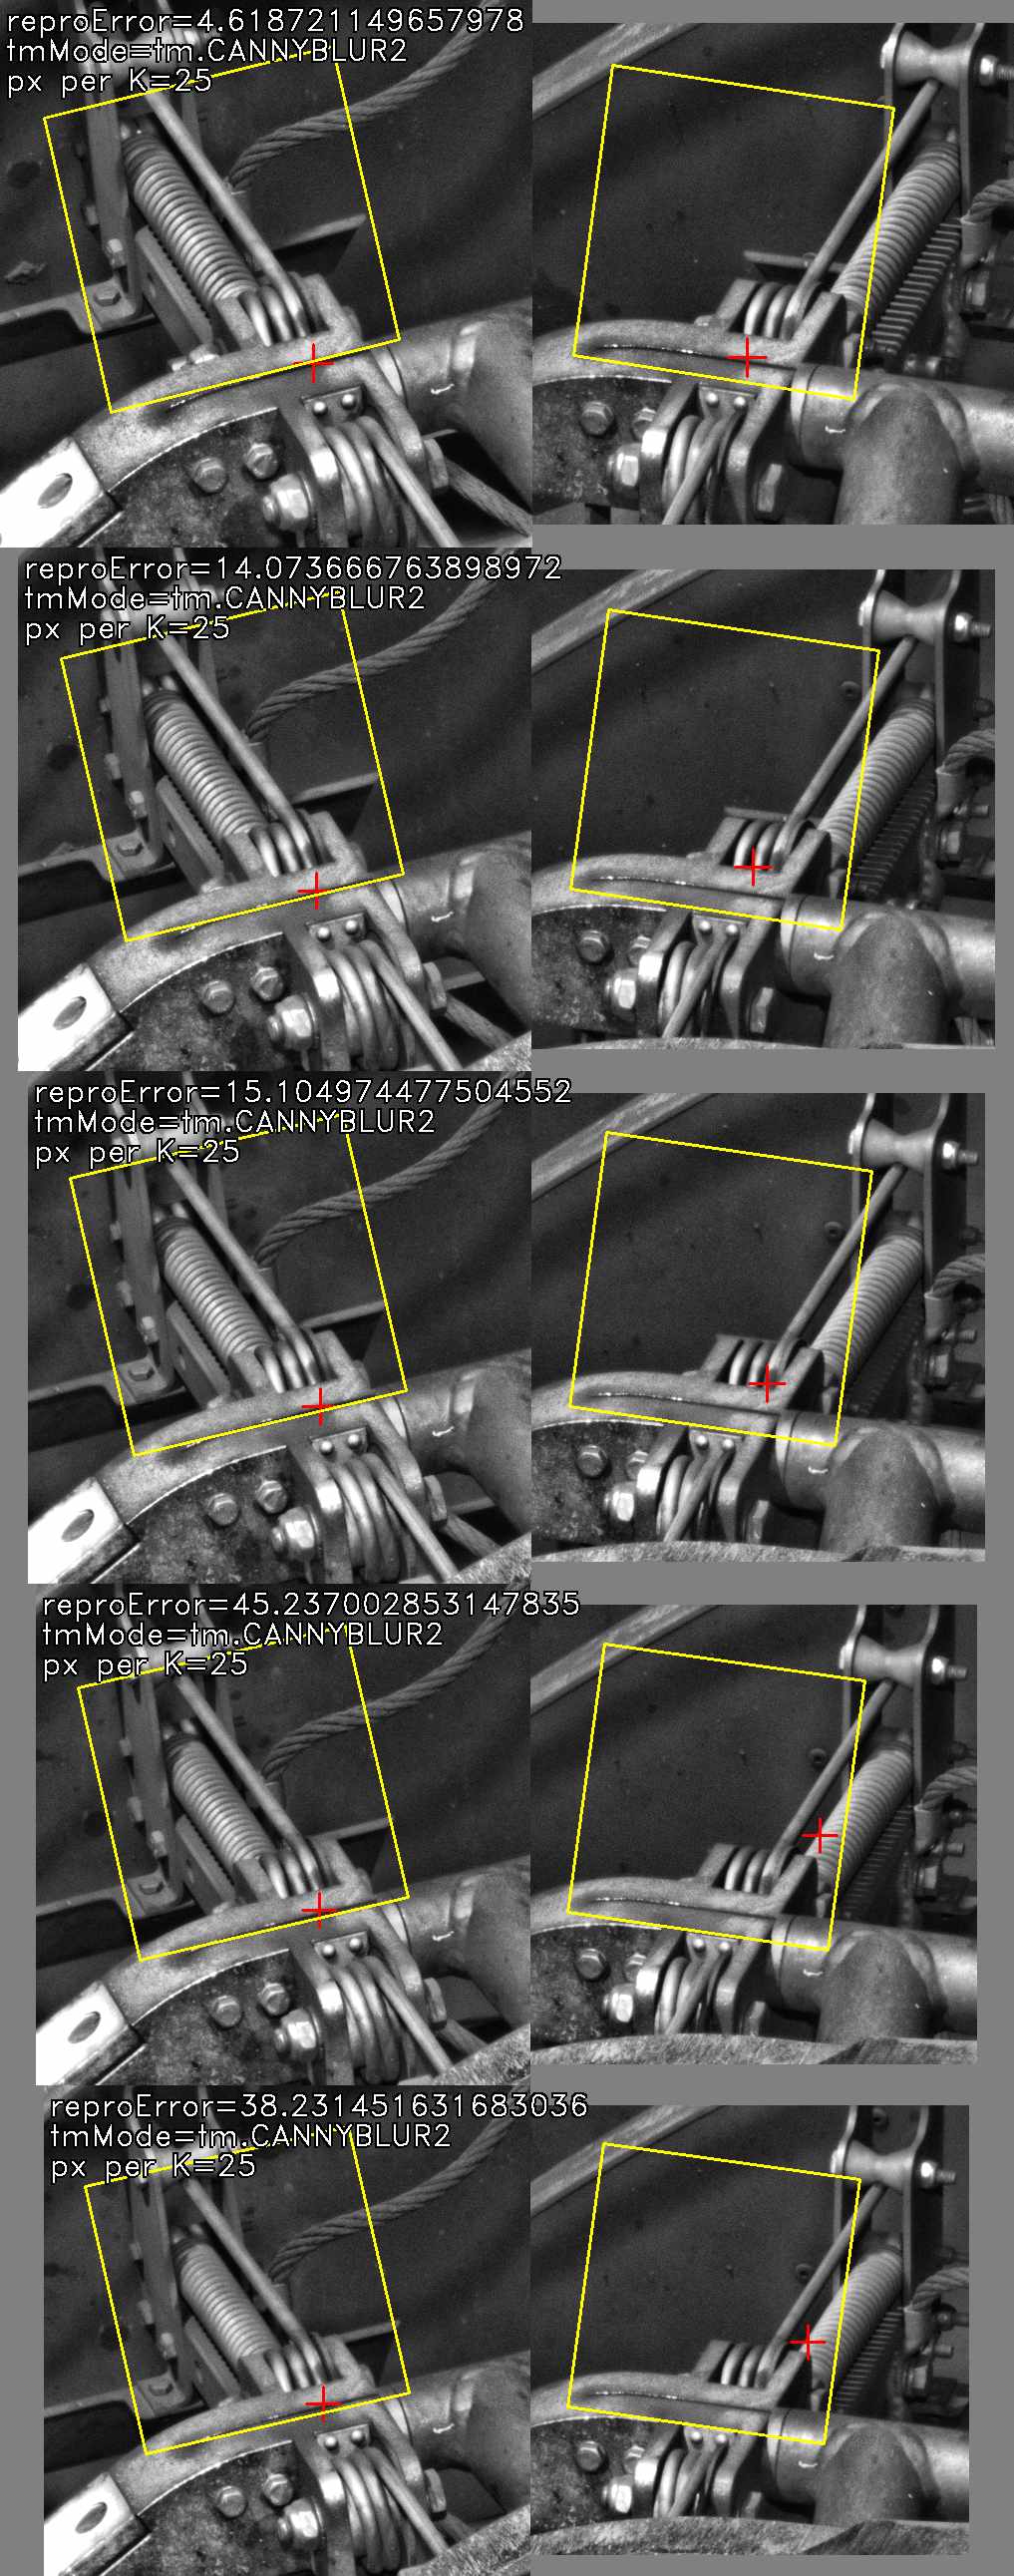 reproError=4.618721149657978
tmMode=tm.CANNYBLUR2
px per K=25
reproError=14.073666763898972
tmMode=tm.CANNYBLUR2
px per K=25
reproError=15.104974477504552
tmMode=tm.CANNYBLUR2
px per K=25
reproError=45.237002853147835
tmMode=tm.CANNYBLUR2
px per K=25
reproError=38.231451631683036
tmMode=tm.CANNYBLUR2
px per K=25